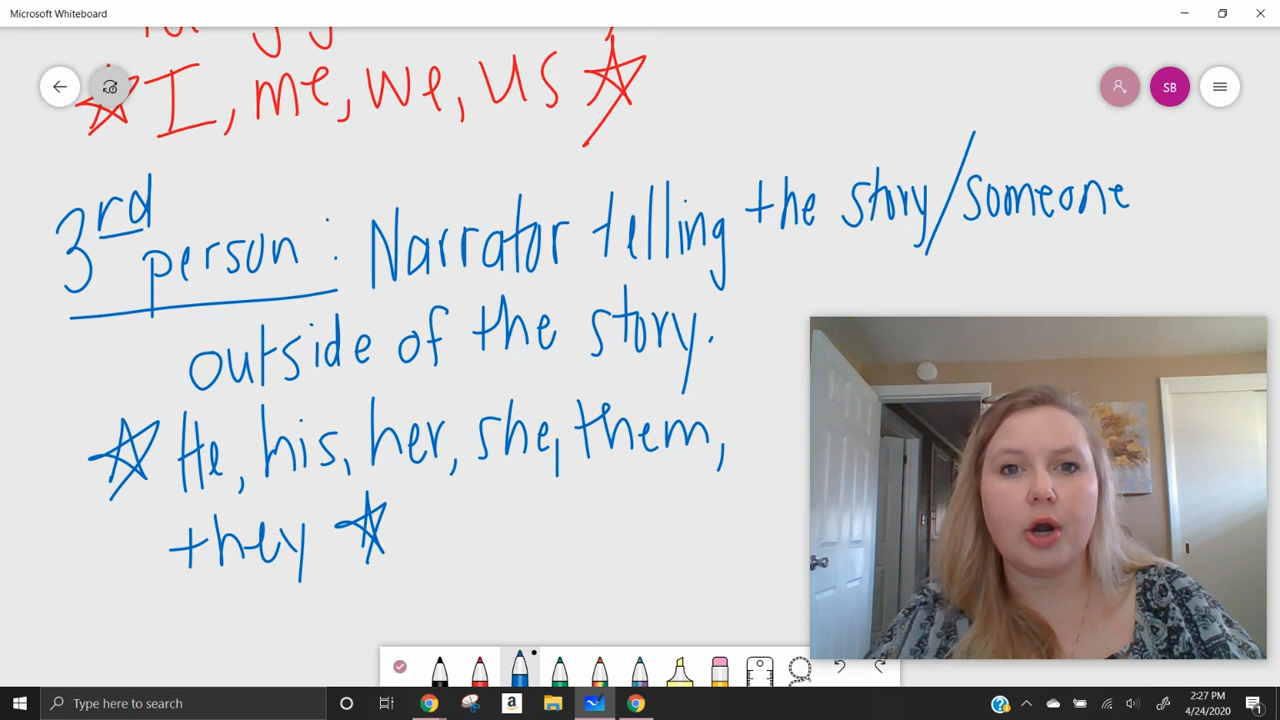 Microsoft Whiteboard
I, me, we, us
SB
3rd person: Narrator telling the story/someone
outside of the story.
He, his, her, she, them,
they
Type here to search
2:27 PM
4/24/2020